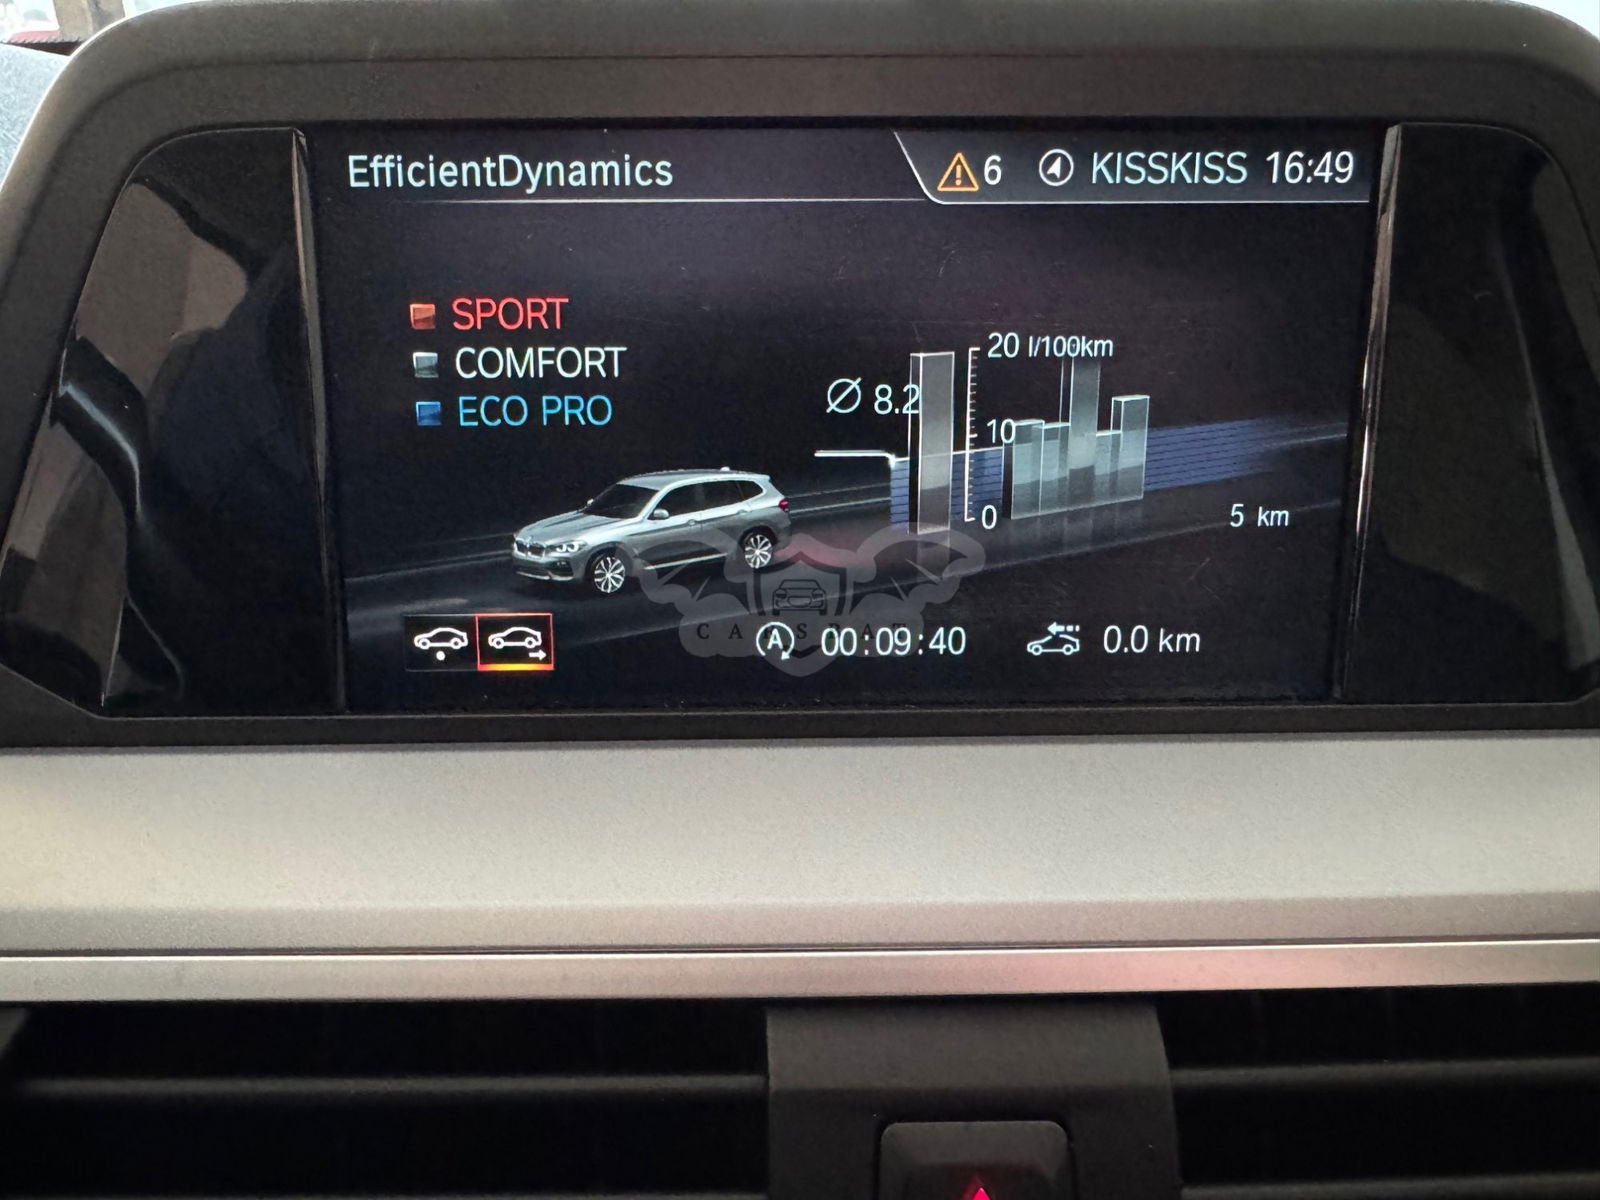 EfficientDynamics
6 KISSKISS 16:49
SPORT
COMFORT
ECO PRO
Ø 8.2
20 l/100km
10
0
5 km
A 00:09:40
0.0 km